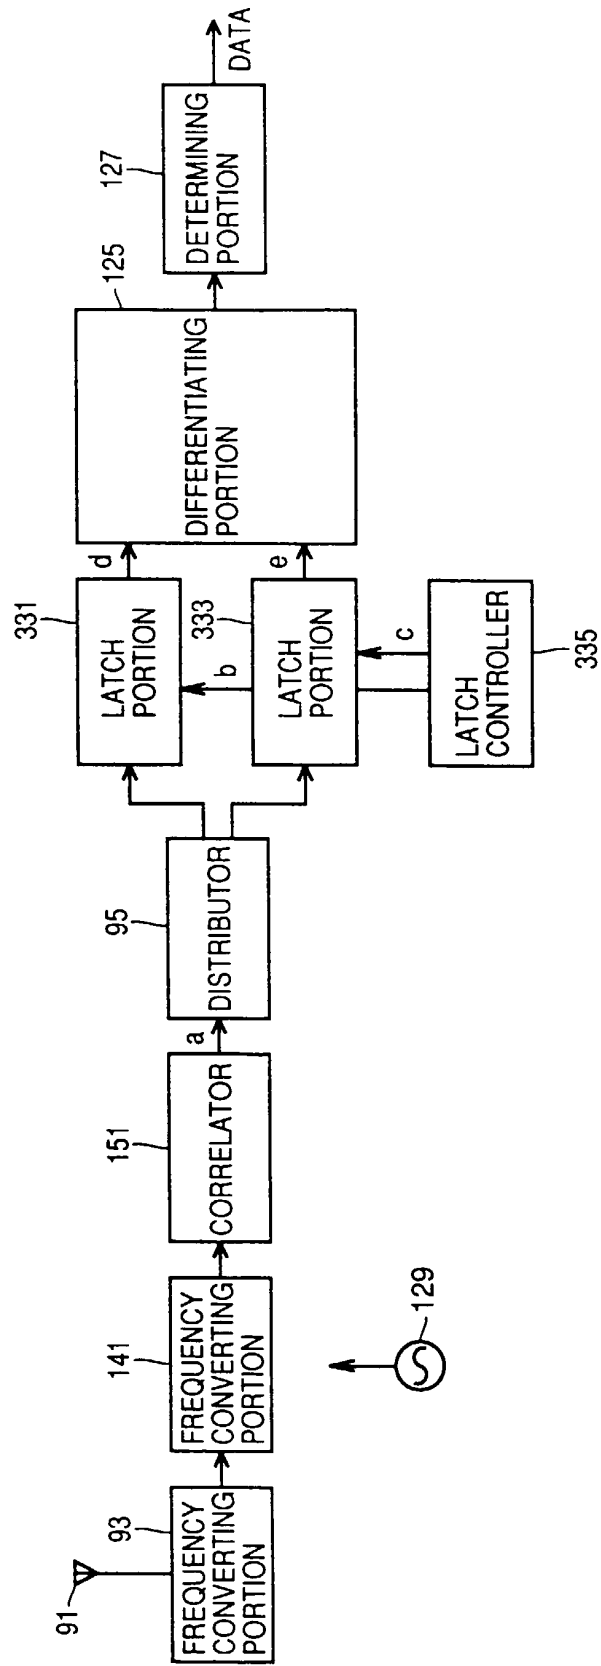 91
93
FREQUENCY
CONVERTING
PORTION
141
FREQUENCY
CONVERTING
PORTION
129
151
CORRELATOR
a
95
DISTRIBUTOR
331
LATCH
PORTION
d
b
333
LATCH
PORTION
e
c
LATCH
CONTROLLER
335
125
DIFFERENTIATING
PORTION
127
DETERMINING
PORTION
DATA